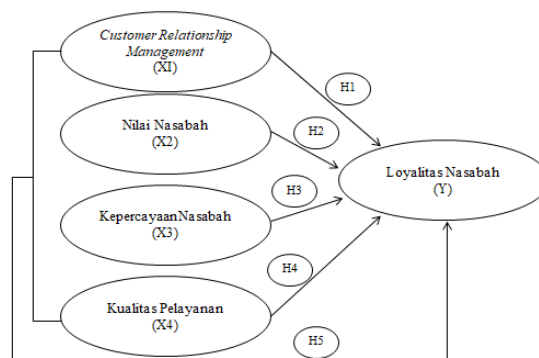 Customer Relationship
Management
(XI)
H1
Nilai Nasabah
(X2)
H2
Loyalitas Nasabah
(Y)
H3
KepercayaanNasabah
(X3)
H4
Kualitas Pelayanan
(X4)
H5